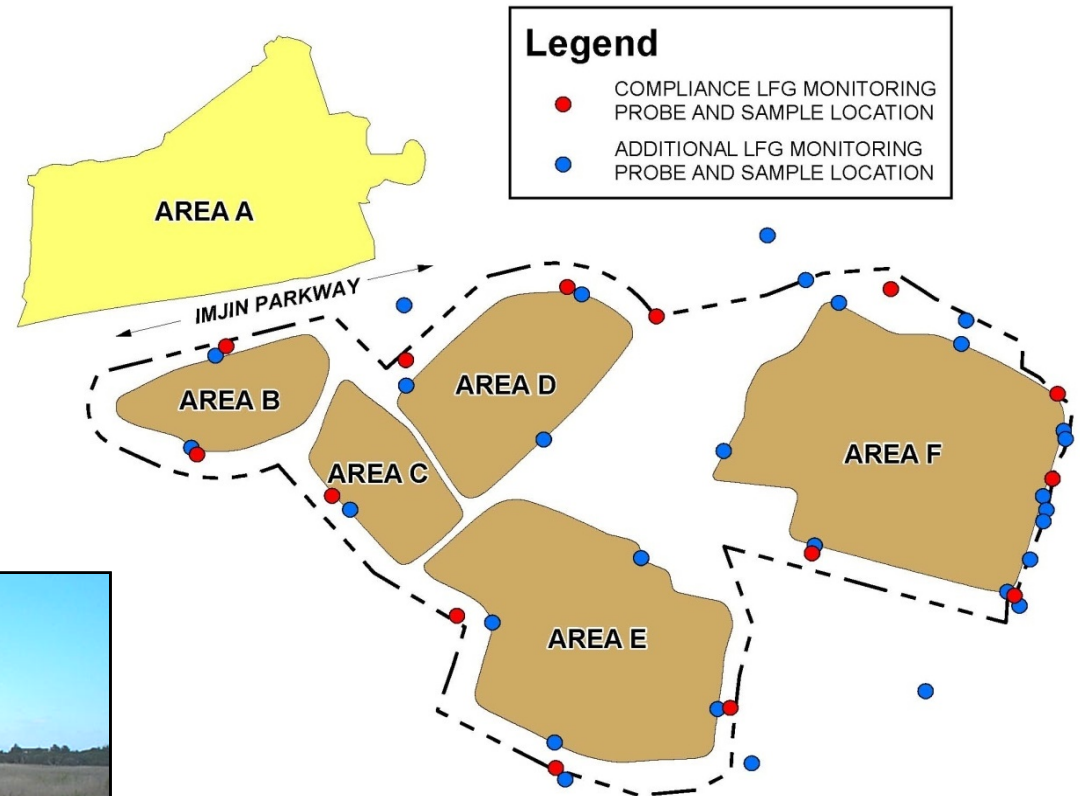 Legend
COMPLIANCE LFG MONITORING
PROBE AND SAMPLE LOCATION
ADDITIONAL LFG MONITORING
PROBE AND SAMPLE LOCATION
AREA A
IMJIN PARKWAY
AREA B
AREA C
AREA D
AREA E
AREA F